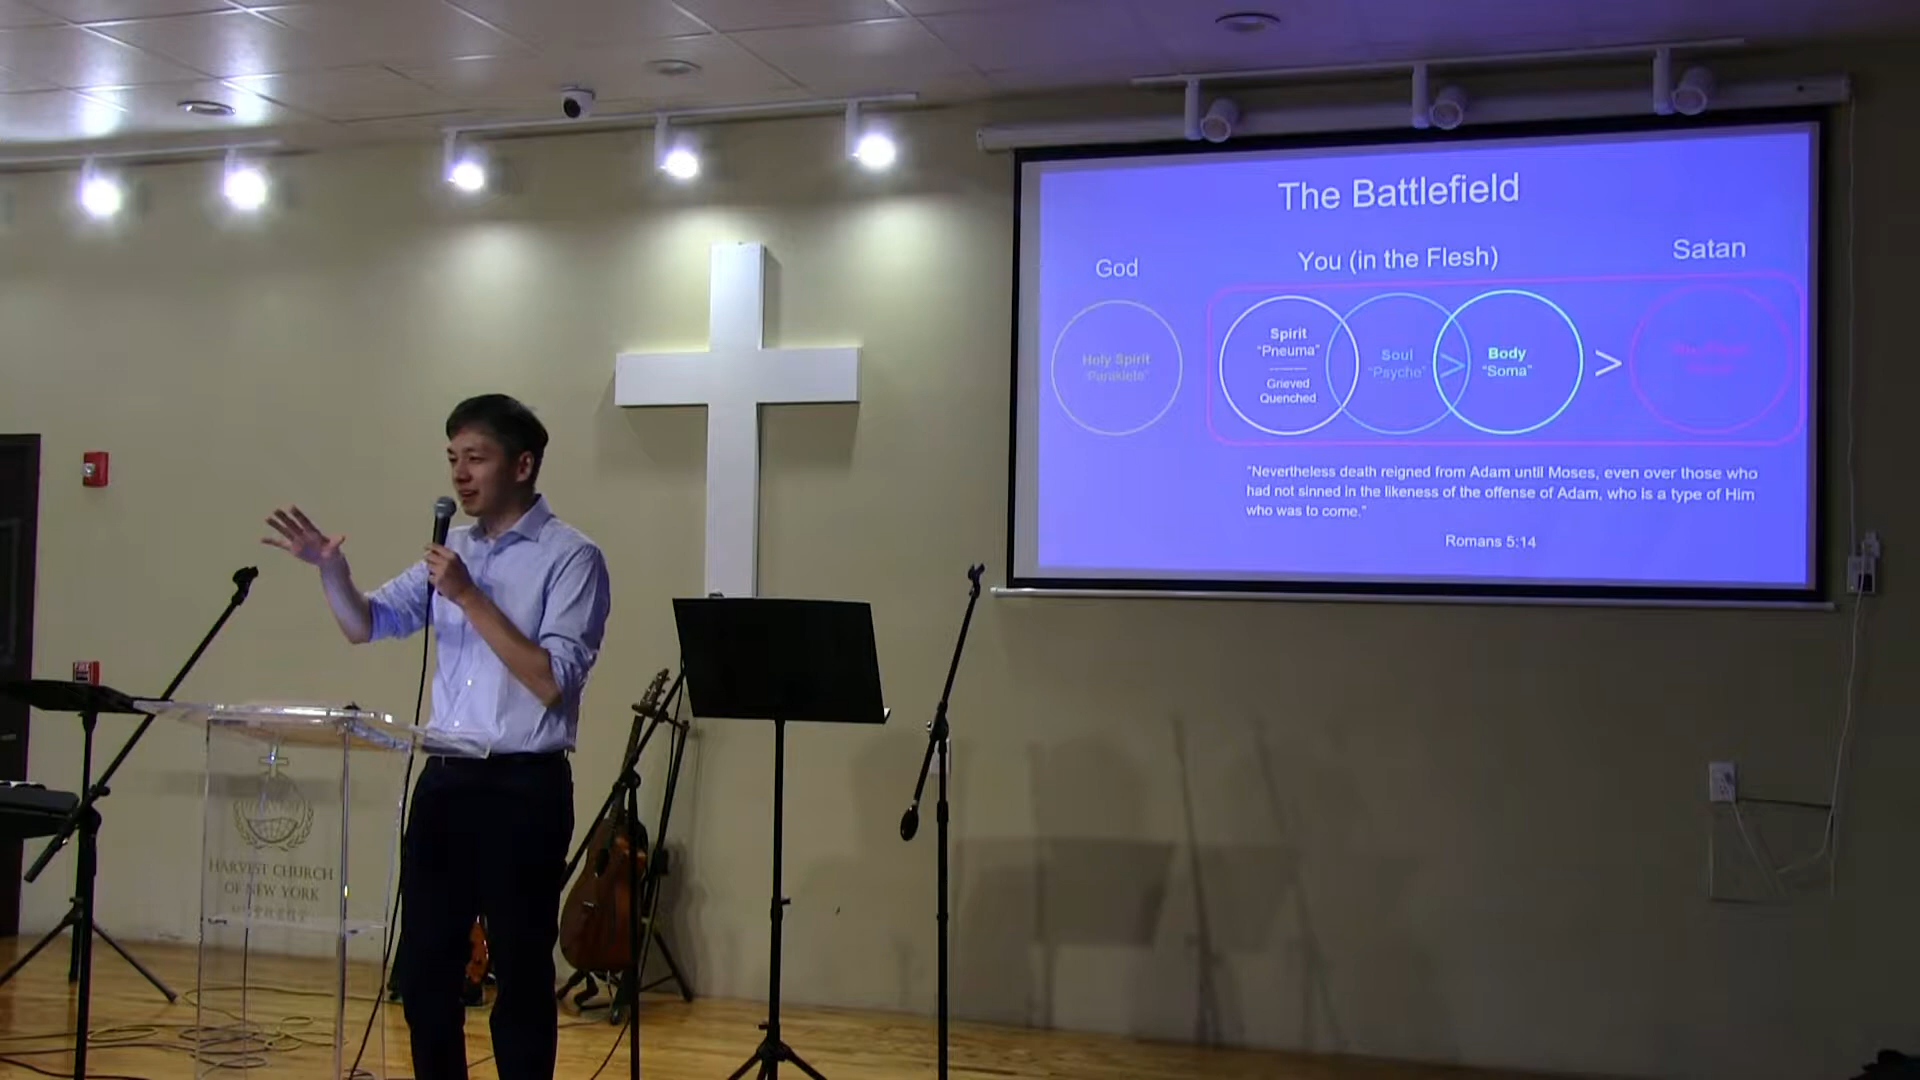 The Battlefield
God
You (in the Flesh)
Satan
Holy Spirit
"Paraklete"
Spirit
"Pneuma"
Grieved
Quenched
Soul
"Psyche"
>
Body
"Soma"
>
"Nevertheless death reigned from Adam until Moses, even over those who
had not sinned in the likeness of the offense of Adam, who is a type of Him
who was to come."
Romans 5:14
HARVEST CHURCH
OF NEW YORK